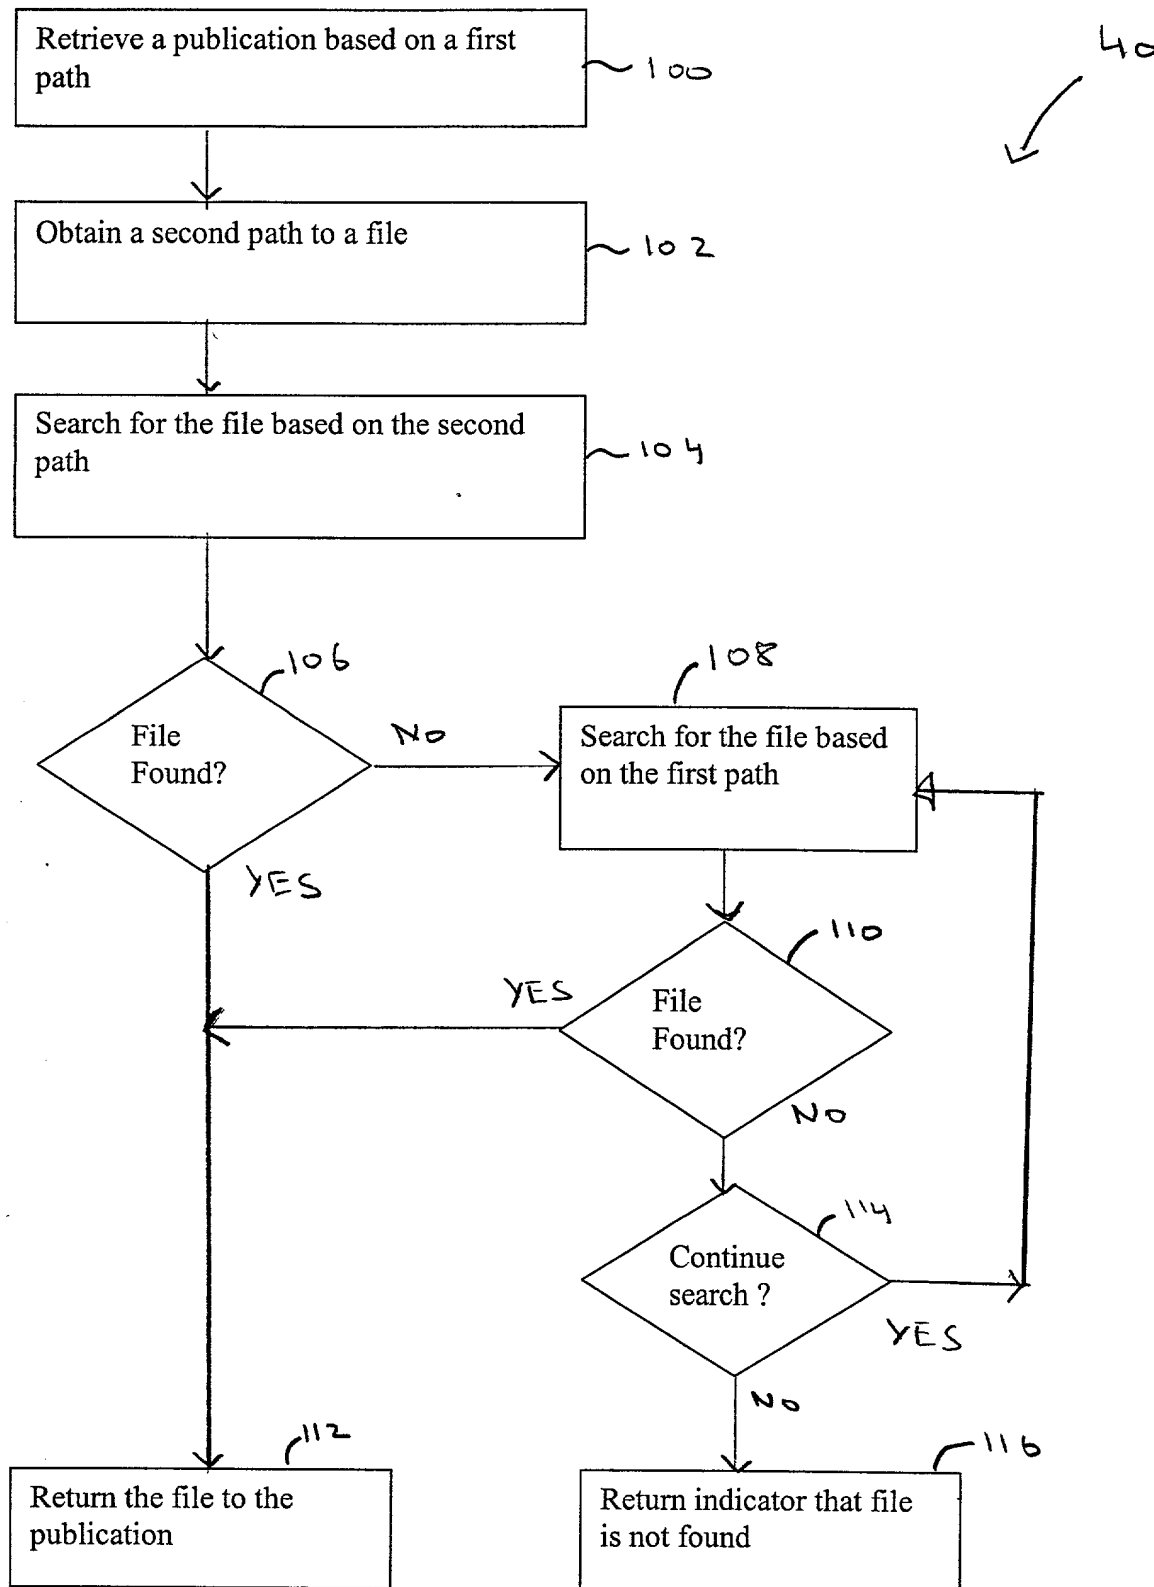 Retrieve a publication based on a first
path
100
40
Obtain a second path to a file
102
Search for the file based on the second
path
104
106
File
Found?
NO
YES
108
Search for the file based
on the first path
110
File
Found?
YES
NO
114
Continue
search ?
YES
NO
112
Return the file to the
publication
116
Return indicator that file
is not found